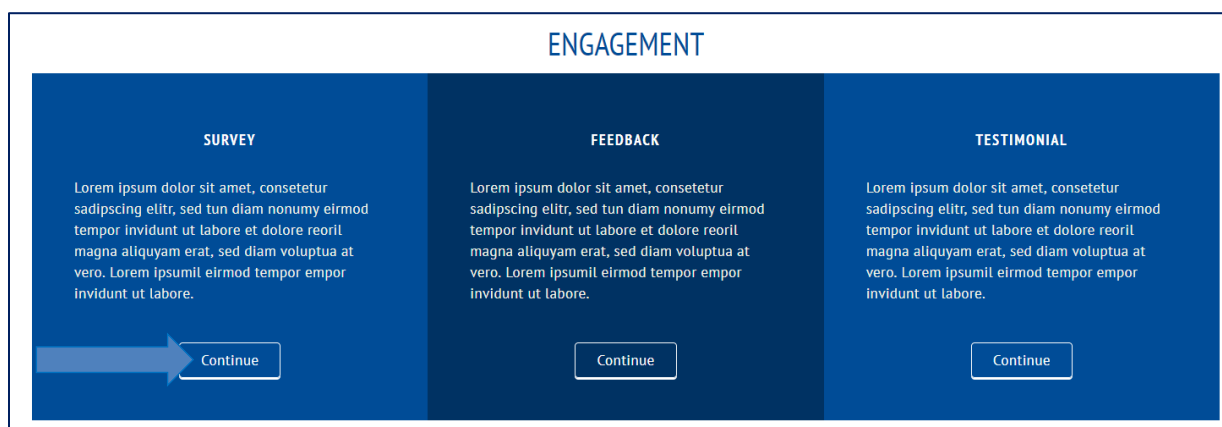 ENGAGEMENT
SURVEY
Lorem ipsum dolor sit amet, consetetur
sadipscing elitr, sed tun diam nonumy eirmod
tempor invidunt ut labore et dolore reoril
magna aliquyam erat, sed diam voluptua at
vero. Lorem ipsumil eirmod tempor empor
invidunt ut labore.
Continue
FEEDBACK
Lorem ipsum dolor sit amet, consetetur
sadipscing elitr, sed tun diam nonumy eirmod
tempor invidunt ut labore et dolore reoril
magna aliquyam erat, sed diam voluptua at
vero. Lorem ipsumil eirmod tempor empor
invidunt ut labore.
Continue
TESTIMONIAL
Lorem ipsum dolor sit amet, consetetur
sadipscing elitr, sed tun diam nonumy eirmod
tempor invidunt ut labore et dolore reoril
magna aliquyam erat, sed diam voluptua at
vero. Lorem ipsumil eirmod tempor empor
invidunt ut labore.
Continue